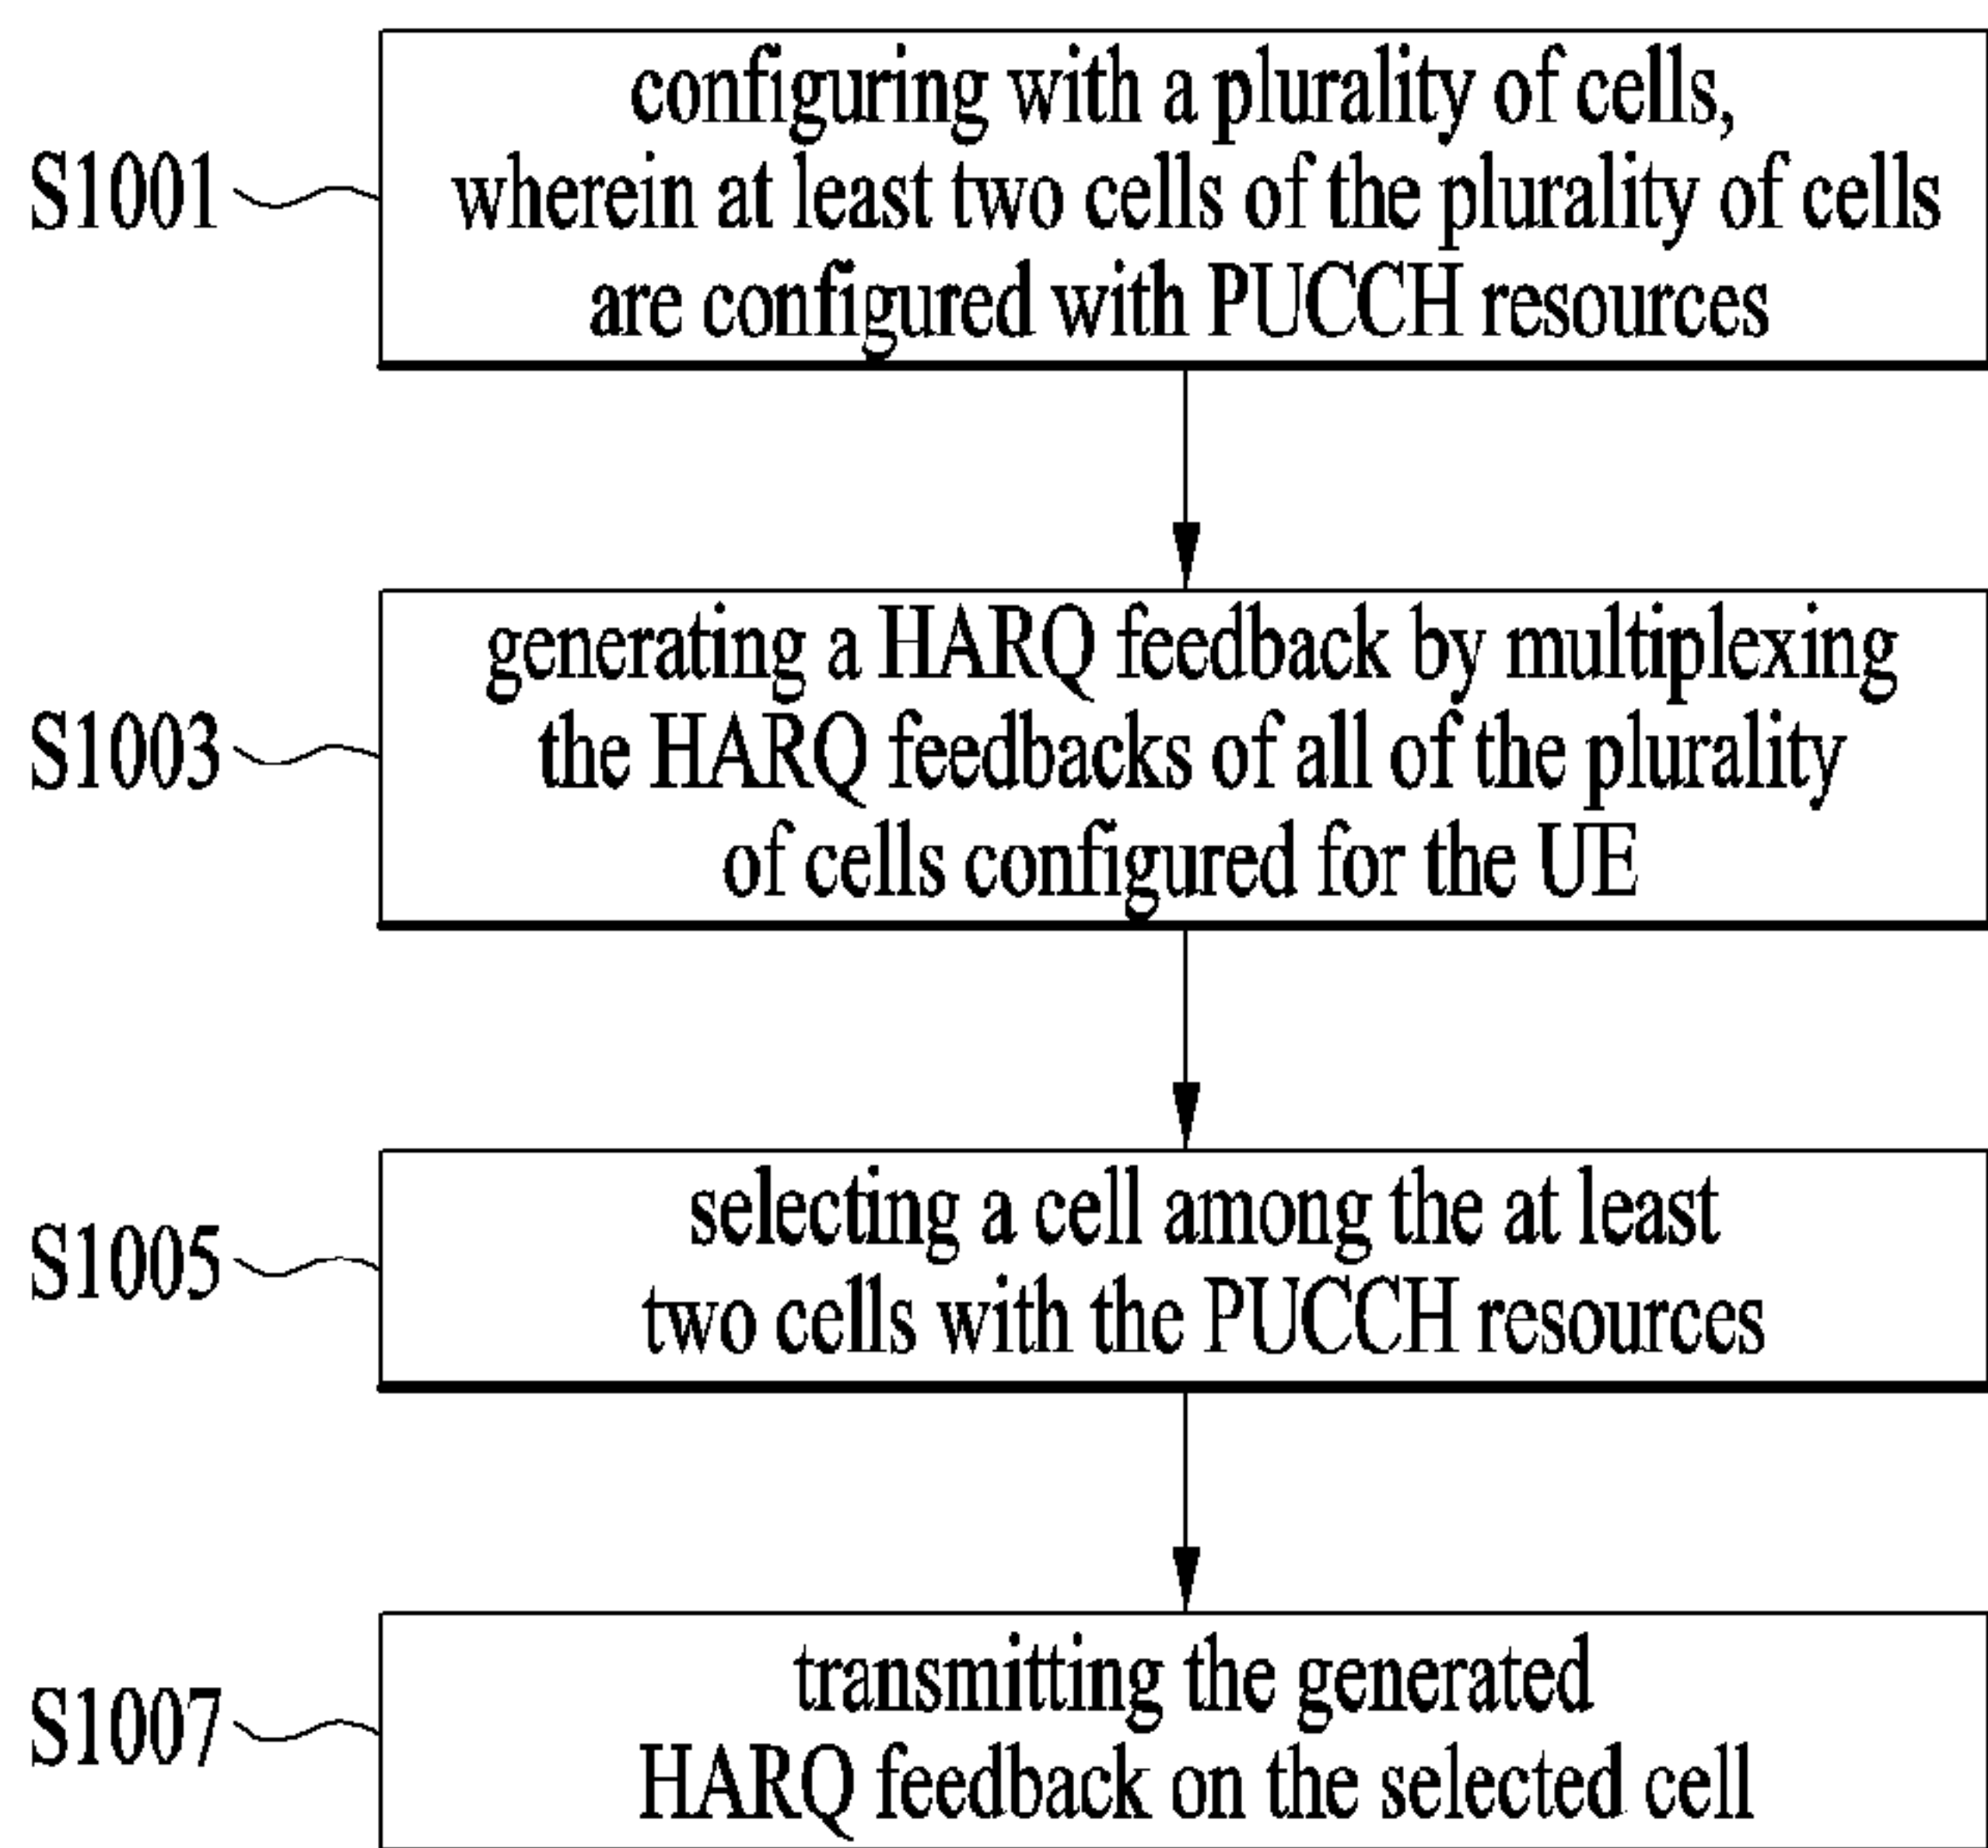 configuring with a plurality of cells,
S1001 wherein at least two cells of the plurality of cells
are configured with PUCCH resources
generating a HARQ feedback by multiplexing
S1003 the HARQ feedbacks of all of the plurality
of cells configured for the UE
selecting a cell among the at least
S1005
two cells with the PUCCH resources
transmitting the generated
S1007
HARQ feedback on the selected cell